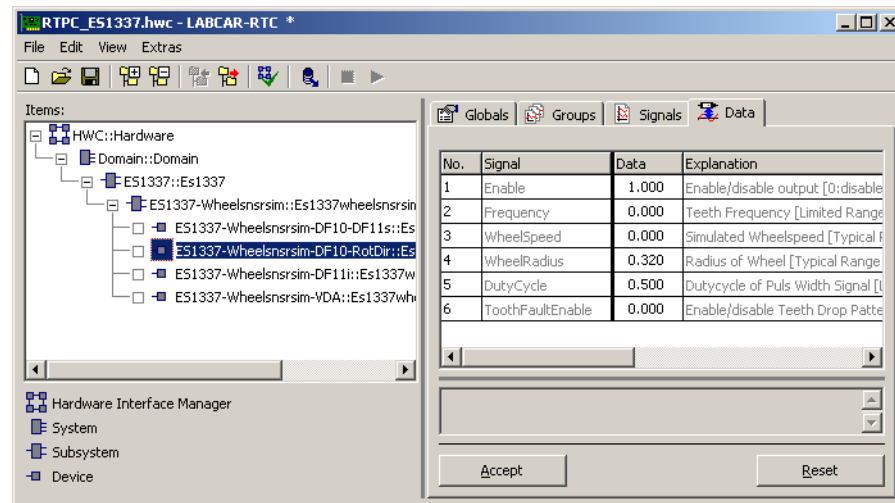 RTPC_ES1337.hwc - LABCAR-RTC *
File Edit View Extras
Items:
HWC::Hardware
Domain::Domain
ES1337::Es1337
ES1337-Wheelsnsrsim::Es1337wheelsnsrsin
ES1337-Wheelsnsrsim-DF10-DF11s::Es
ES1337-Wheelsnsrsim-DF10-RotDir::Es
ES1337-Wheelsnsrsim-DF11i::Es1337w
ES1337-Wheelsnsrsim-VDA::Es1337whe
Hardware Interface Manager
System
Subsystem
Device
Globals Groups Signals Data
No. Signal Data Explanation
1 Enable 1.000 Enable/disable output [0:disable
2 Frequency 0.000 Teeth Frequency [Limited Range
3 WheelSpeed 0.000 Simulated Wheelspeed [Typical F
4 WheelRadius 0.320 Radius of Wheel [Typical Range
5 DutyCycle 0.500 Dutycycle of Puls Width Signal [L
6 ToothFaultEnable 0.000 Enable/disable Teeth Drop Patte
Accept Reset